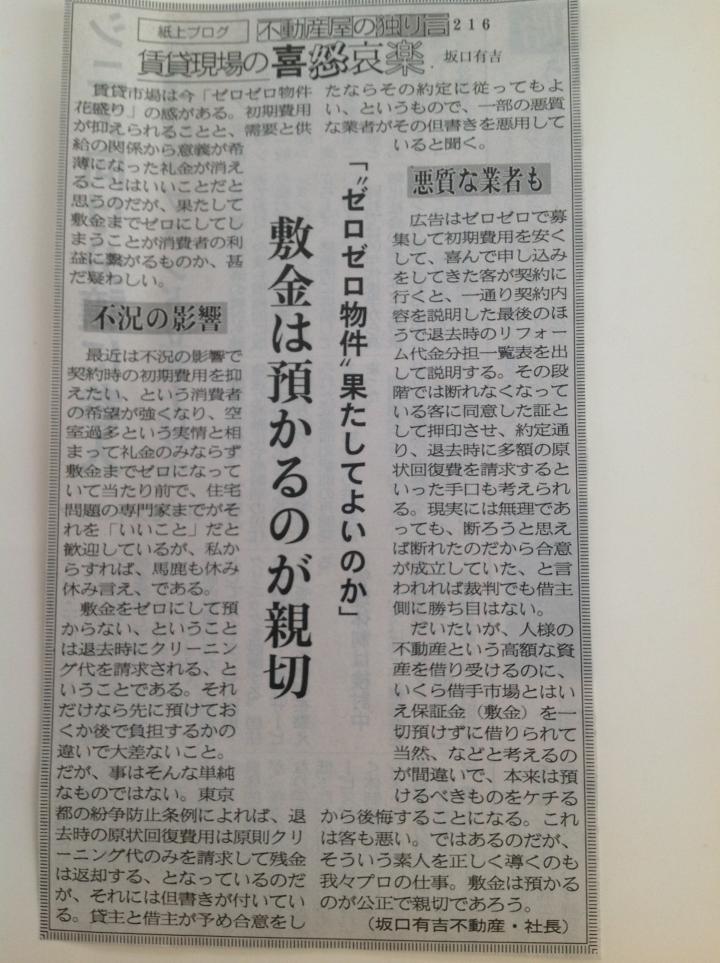 紙上ブログ
不動産屋の独り言
216
賃貸現場の喜怒哀楽
坂口有吉
「"ゼロゼロ物件"果たしてよいのか」
敷金は預かるのが親切
賃貸市場は今「ゼロゼロ物件
花盛り」の感がある。初期費用
が抑えられることと、需要と供
給の関係から意義が希
薄になった礼金が消え
ることはいいことだと
思うのだが、果たして
敷金までゼロにしてし
まうことが消費者の利
益に繋がるものか、甚
だ疑わしい。
不況の影響
最近は不況の影響で
契約時の初期費用を抑
えたい、という消費者
の希望が強くなり、空
室過多という実情と相
まって礼金のみならず
敷金までゼロになって
いて当たり前で、住宅
問題の専門家までがそ
れを「いいこと」だと
歓迎しているが、私か
らすれば、馬鹿も休み
休み言え、である。
敷金をゼロにして預
からない、ということ
は退去時にクリーニン
グ代を請求される、と
いうことである。それ
だけなら先に預けてお
くか後で負担するかの
違いで大差ないこと。
だが、事はそんな単純
なものではない。東京
都の紛争防止条例によれば、退
去時の原状回復費用は原則クリ
ーニング代のみを請求して残金
は返却する、となっているのだ
が、それには但書きが付いてい
る。貸主と借主が予め合意をし
たならその約定に従ってもよ
い、というもので、一部の悪質
な業者がその但書きを悪用して
いると聞く。
悪質な業者も
広告はゼロゼロで募
集して初期費用を安く
して、喜んで申し込み
をしてきた客が契約に
行くと、一通り契約内
容を説明した最後のほ
うで退去時のリフォー
ム代金分担一覧表を出
して説明する。その段
階では断れなくなって
いる客に同意した証と
して押印させ、約定通
り、退去時に多額の原
状回復費を請求すると
いった手口も考えられ
る。現実には無理であ
っても、断ろうと思え
ば断れたのだから合意
が成立していた、と言
われれば裁判でも借主
側に勝ち目はない。
だいたいが、人様の
不動産という高額な資
産を借り受けるのに、
いくら借手市場とはい
え保証金（敷金）を一
切預けずに借りられて
当然、などと考えるの
が間違いで、本来は預
けるべきものをケチる
から後悔することになる。これ
は客も悪い。ではあるのだが、
そういう素人を正しく導くのも
我々プロの仕事。敷金は預かる
のが公正で親切であろう。
（坂口有吉不動産・社長）